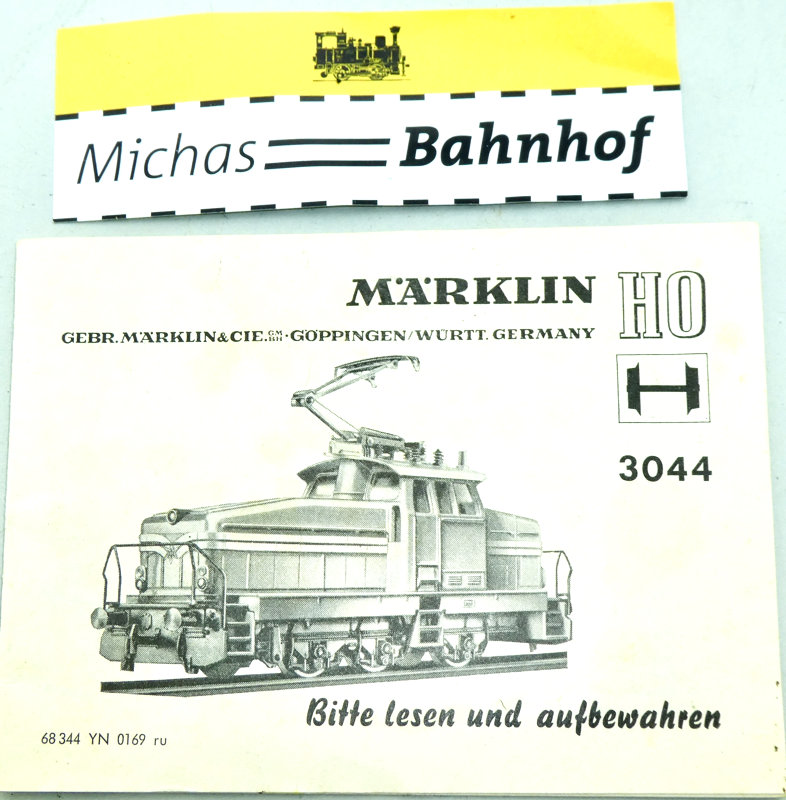 Michas Bahnhof
MÄRKLIN HO
GEBR. MÄRKLIN & CIE. GMBH · GÖPPINGEN / WÜRTT. GERMANY
3044
Bitte lesen und aufbewahren
68 344 YN 0169 ru